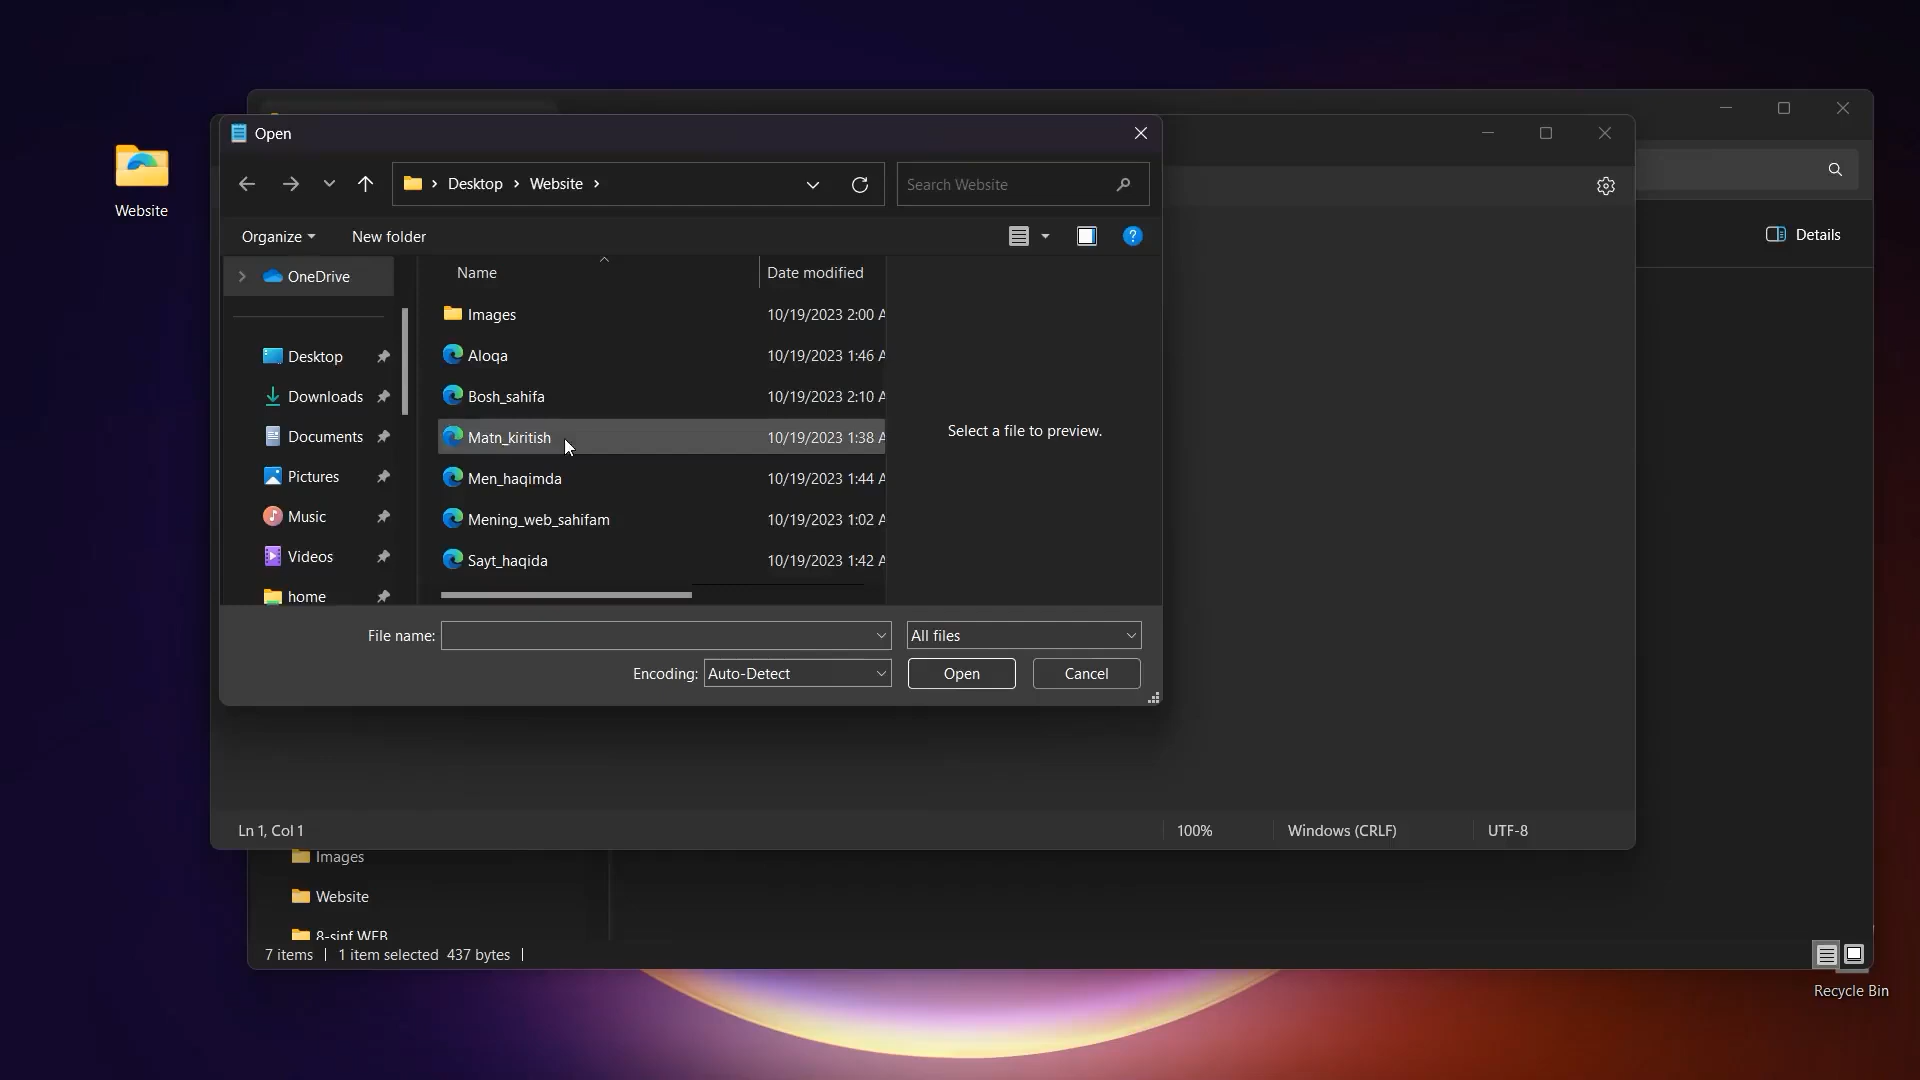 Website
Open
Desktop
Website
Search Website
Organize
New folder
Details
OneDrive
Desktop
Downloads
Documents
Pictures
Music
Videos
home
Name
Date modified
Images
10/19/2023 2:00 A
Aloqa
10/19/2023 1:46 A
Bosh_sahifa
10/19/2023 2:10 A
Matn_kiritish
10/19/2023 1:38 A
Men_haqimda
10/19/2023 1:44 A
Mening_web_sahifam
10/19/2023 1:02 A
Sayt_haqida
10/19/2023 1:42 A
Select a file to preview.
File name:
All files
Encoding: Auto-Detect
Open
Cancel
Ln 1, Col 1
100%
Windows (CRLF)
UTF-8
Images
Website
8-sinf WEB
7 items
1 item selected 437 bytes
Recycle Bin